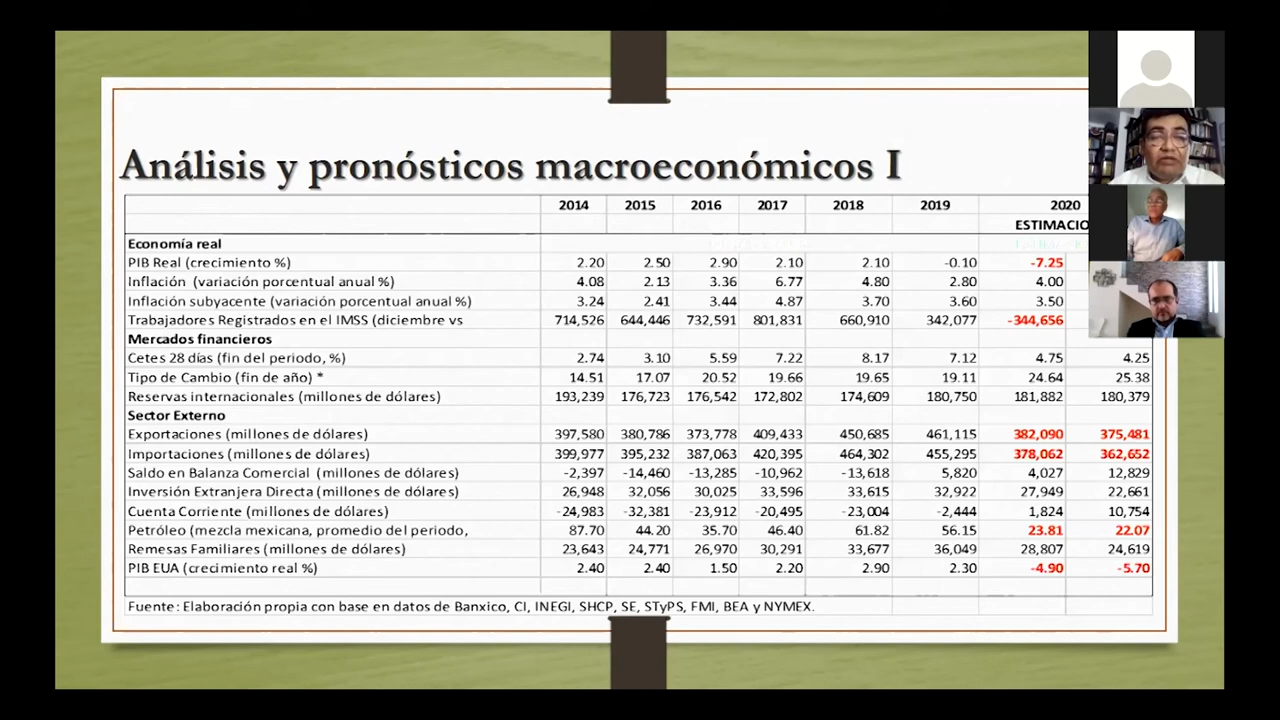 Análisis y pronósticos macroeconómicos I
2014 2015 2016 2017 2018 2019 2020
ESTIMACIO
Economía real
PIB Real (crecimiento %) 2.20 2.50 2.90 2.10 2.10 -0.10 -7.25
Inflación (variación porcentual anual %) 4.08 2.13 3.36 6.77 4.80 2.80 4.00
Inflación subyacente (variación porcentual anual %) 3.24 2.41 3.44 4.87 3.70 3.60 3.50
Trabajadores Registrados en el IMSS (diciembre vs 714,526 644,446 732,591 801,831 660,910 342,077 -344,656
Mercados financieros
Cetes 28 días (fin del periodo, %) 2.74 3.10 5.59 7.22 8.17 7.12 4.75 4.25
Tipo de Cambio (fin de año) * 14.51 17.07 20.52 19.66 19.65 19.11 24.64 25.38
Reservas internacionales (millones de dólares) 193,239 176,723 176,542 172,802 174,609 180,750 181,882 180,379
Sector Externo
Exportaciones (millones de dólares) 397,580 380,786 373,778 409,433 450,685 461,115 382,090 375,481
Importaciones (millones de dólares) 399,977 395,232 387,063 420,395 464,302 455,295 378,062 362,652
Saldo en Balanza Comercial (millones de dólares) -2,397 -14,460 -13,285 -10,962 -13,618 5,820 4,027 12,829
Inversión Extranjera Directa (millones de dólares) 26,948 32,056 30,025 33,596 33,615 32,922 27,949 22,661
Cuenta Corriente (millones de dólares) -24,983 -32,381 -23,912 -20,495 -23,004 -2,444 1,824 10,754
Petróleo (mezcla mexicana, promedio del periodo, 87.70 44.20 35.70 46.40 61.82 56.15 23.81 22.07
Remesas Familiares (millones de dólares) 23,643 24,771 26,970 30,291 33,677 36,049 28,807 24,619
PIB EUA (crecimiento real %) 2.40 2.40 1.50 2.20 2.90 2.30 -4.90 -5.70
Fuente: Elaboración propia con base en datos de Banxico, CI, INEGI, SHCP, SE, STyPS, FMI, BEA y NYMEX.